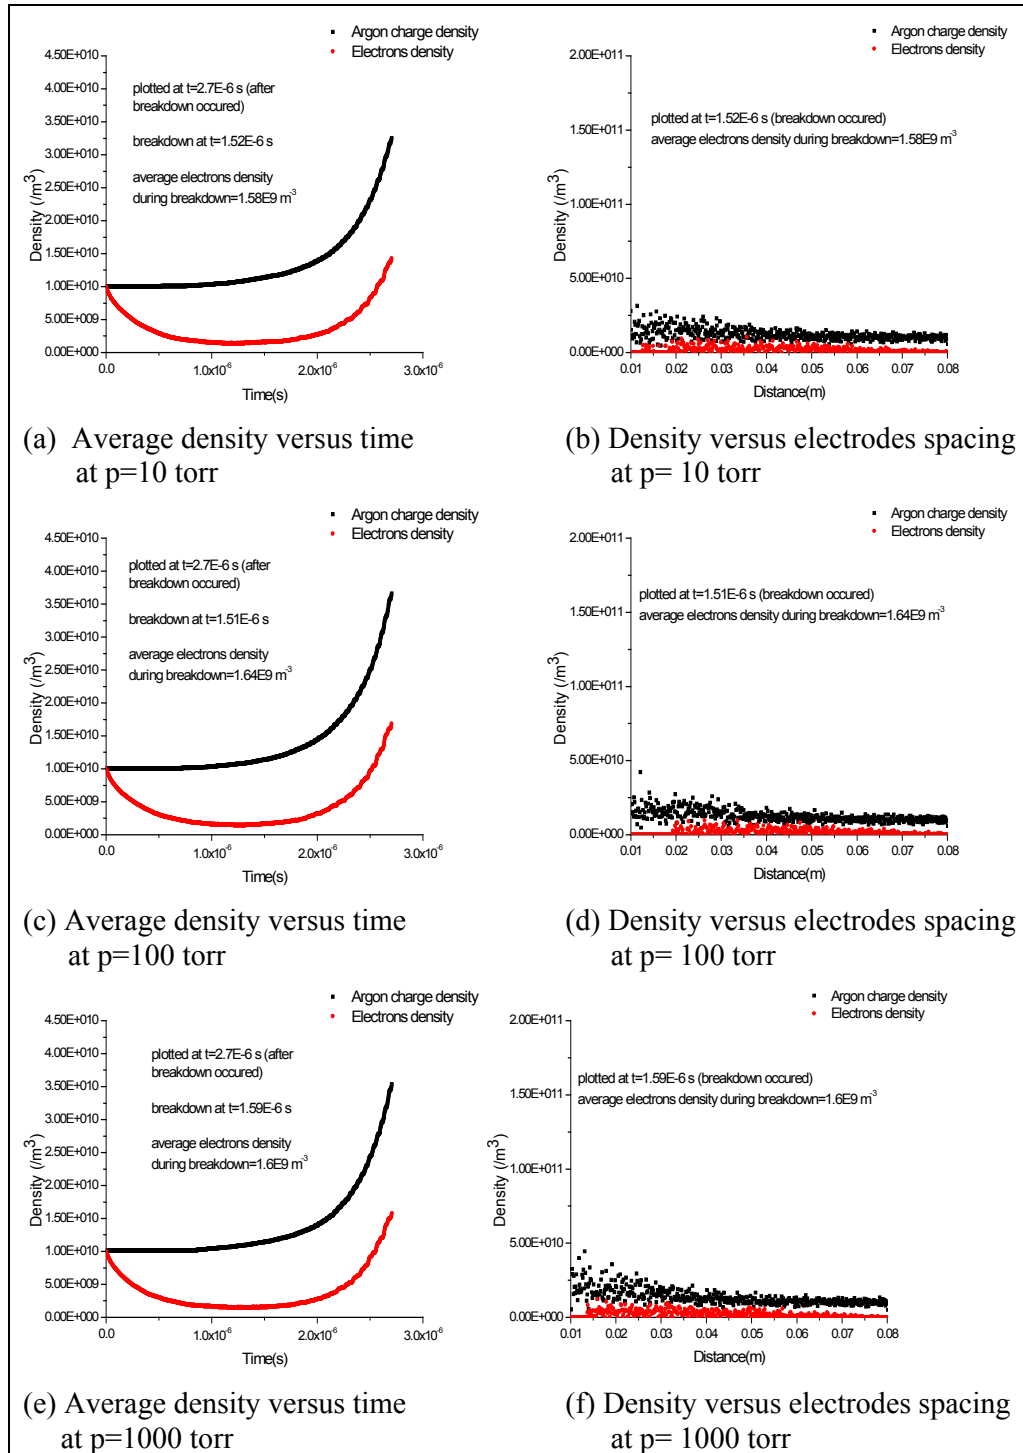 Argon charge density
Electrons density
4.50E+010
4.00E+010
3.50E+010
3.00E+010
2.50E+010
2.00E+010
1.50E+010
1.00E+010
5.00E+009
0.00E+000
Density (/m³)
plotted at t=2.7E-6 s (after
breakdown occured)
breakdown at t=1.52E-6 s
average electrons density
during breakdown=1.58E9 m⁻³
0.0
1.0x10⁻⁶
2.0x10⁻⁶
3.0x10⁻⁶
Time(s)
(a) Average density versus time
at p=10 torr
Argon charge density
Electrons density
2.00E+011
1.50E+011
1.00E+011
5.00E+010
0.00E+000
Density (/m³)
plotted at t=1.52E-6 s (breakdown occured)
average electrons density during breakdown=1.58E9 m⁻³
0.01 0.02 0.03 0.04 0.05 0.06 0.07 0.08
Distance(m)
(b) Density versus electrodes spacing
at p= 10 torr
Argon charge density
Electrons density
4.50E+010
4.00E+010
3.50E+010
3.00E+010
2.50E+010
2.00E+010
1.50E+010
1.00E+010
5.00E+009
0.00E+000
Density (/m³)
plotted at t=2.7E-6 s (after
breakdown occured)
breakdown at t=1.51E-6 s
average electrons density
during breakdown=1.64E9 m⁻³
0.0
1.0x10⁻⁶
2.0x10⁻⁶
3.0x10⁻⁶
Time(s)
(c) Average density versus time
at p=100 torr
Argon charge density
Electrons density
2.00E+011
1.50E+011
1.00E+011
5.00E+010
0.00E+000
Density (/m³)
plotted at t=1.51E-6 s (breakdown occured)
average electrons density during breakdown=1.64E9 m⁻³
0.01 0.02 0.03 0.04 0.05 0.06 0.07 0.08
Distance(m)
(d) Density versus electrodes spacing
at p= 100 torr
Argon charge density
Electrons density
4.50E+010
4.00E+010
3.50E+010
3.00E+010
2.50E+010
2.00E+010
1.50E+010
1.00E+010
5.00E+009
0.00E+000
Density (/m³)
plotted at t=2.7E-6 s (after
breakdown occured)
breakdown at t=1.59E-6 s
average electrons density
during breakdown=1.6E9 m⁻³
0.0
1.0x10⁻⁶
2.0x10⁻⁶
3.0x10⁻⁶
Time(s)
(e) Average density versus time
at p=1000 torr
Argon charge density
Electrons density
2.00E+011
1.50E+011
1.00E+011
5.00E+010
0.00E+000
Density (/m³)
plotted at t=1.59E-6 s (breakdown occured)
average electrons density during breakdown=1.6E9 m⁻³
0.01 0.02 0.03 0.04 0.05 0.06 0.07 0.08
Distance(m)
(f) Density versus electrodes spacing
at p= 1000 torr